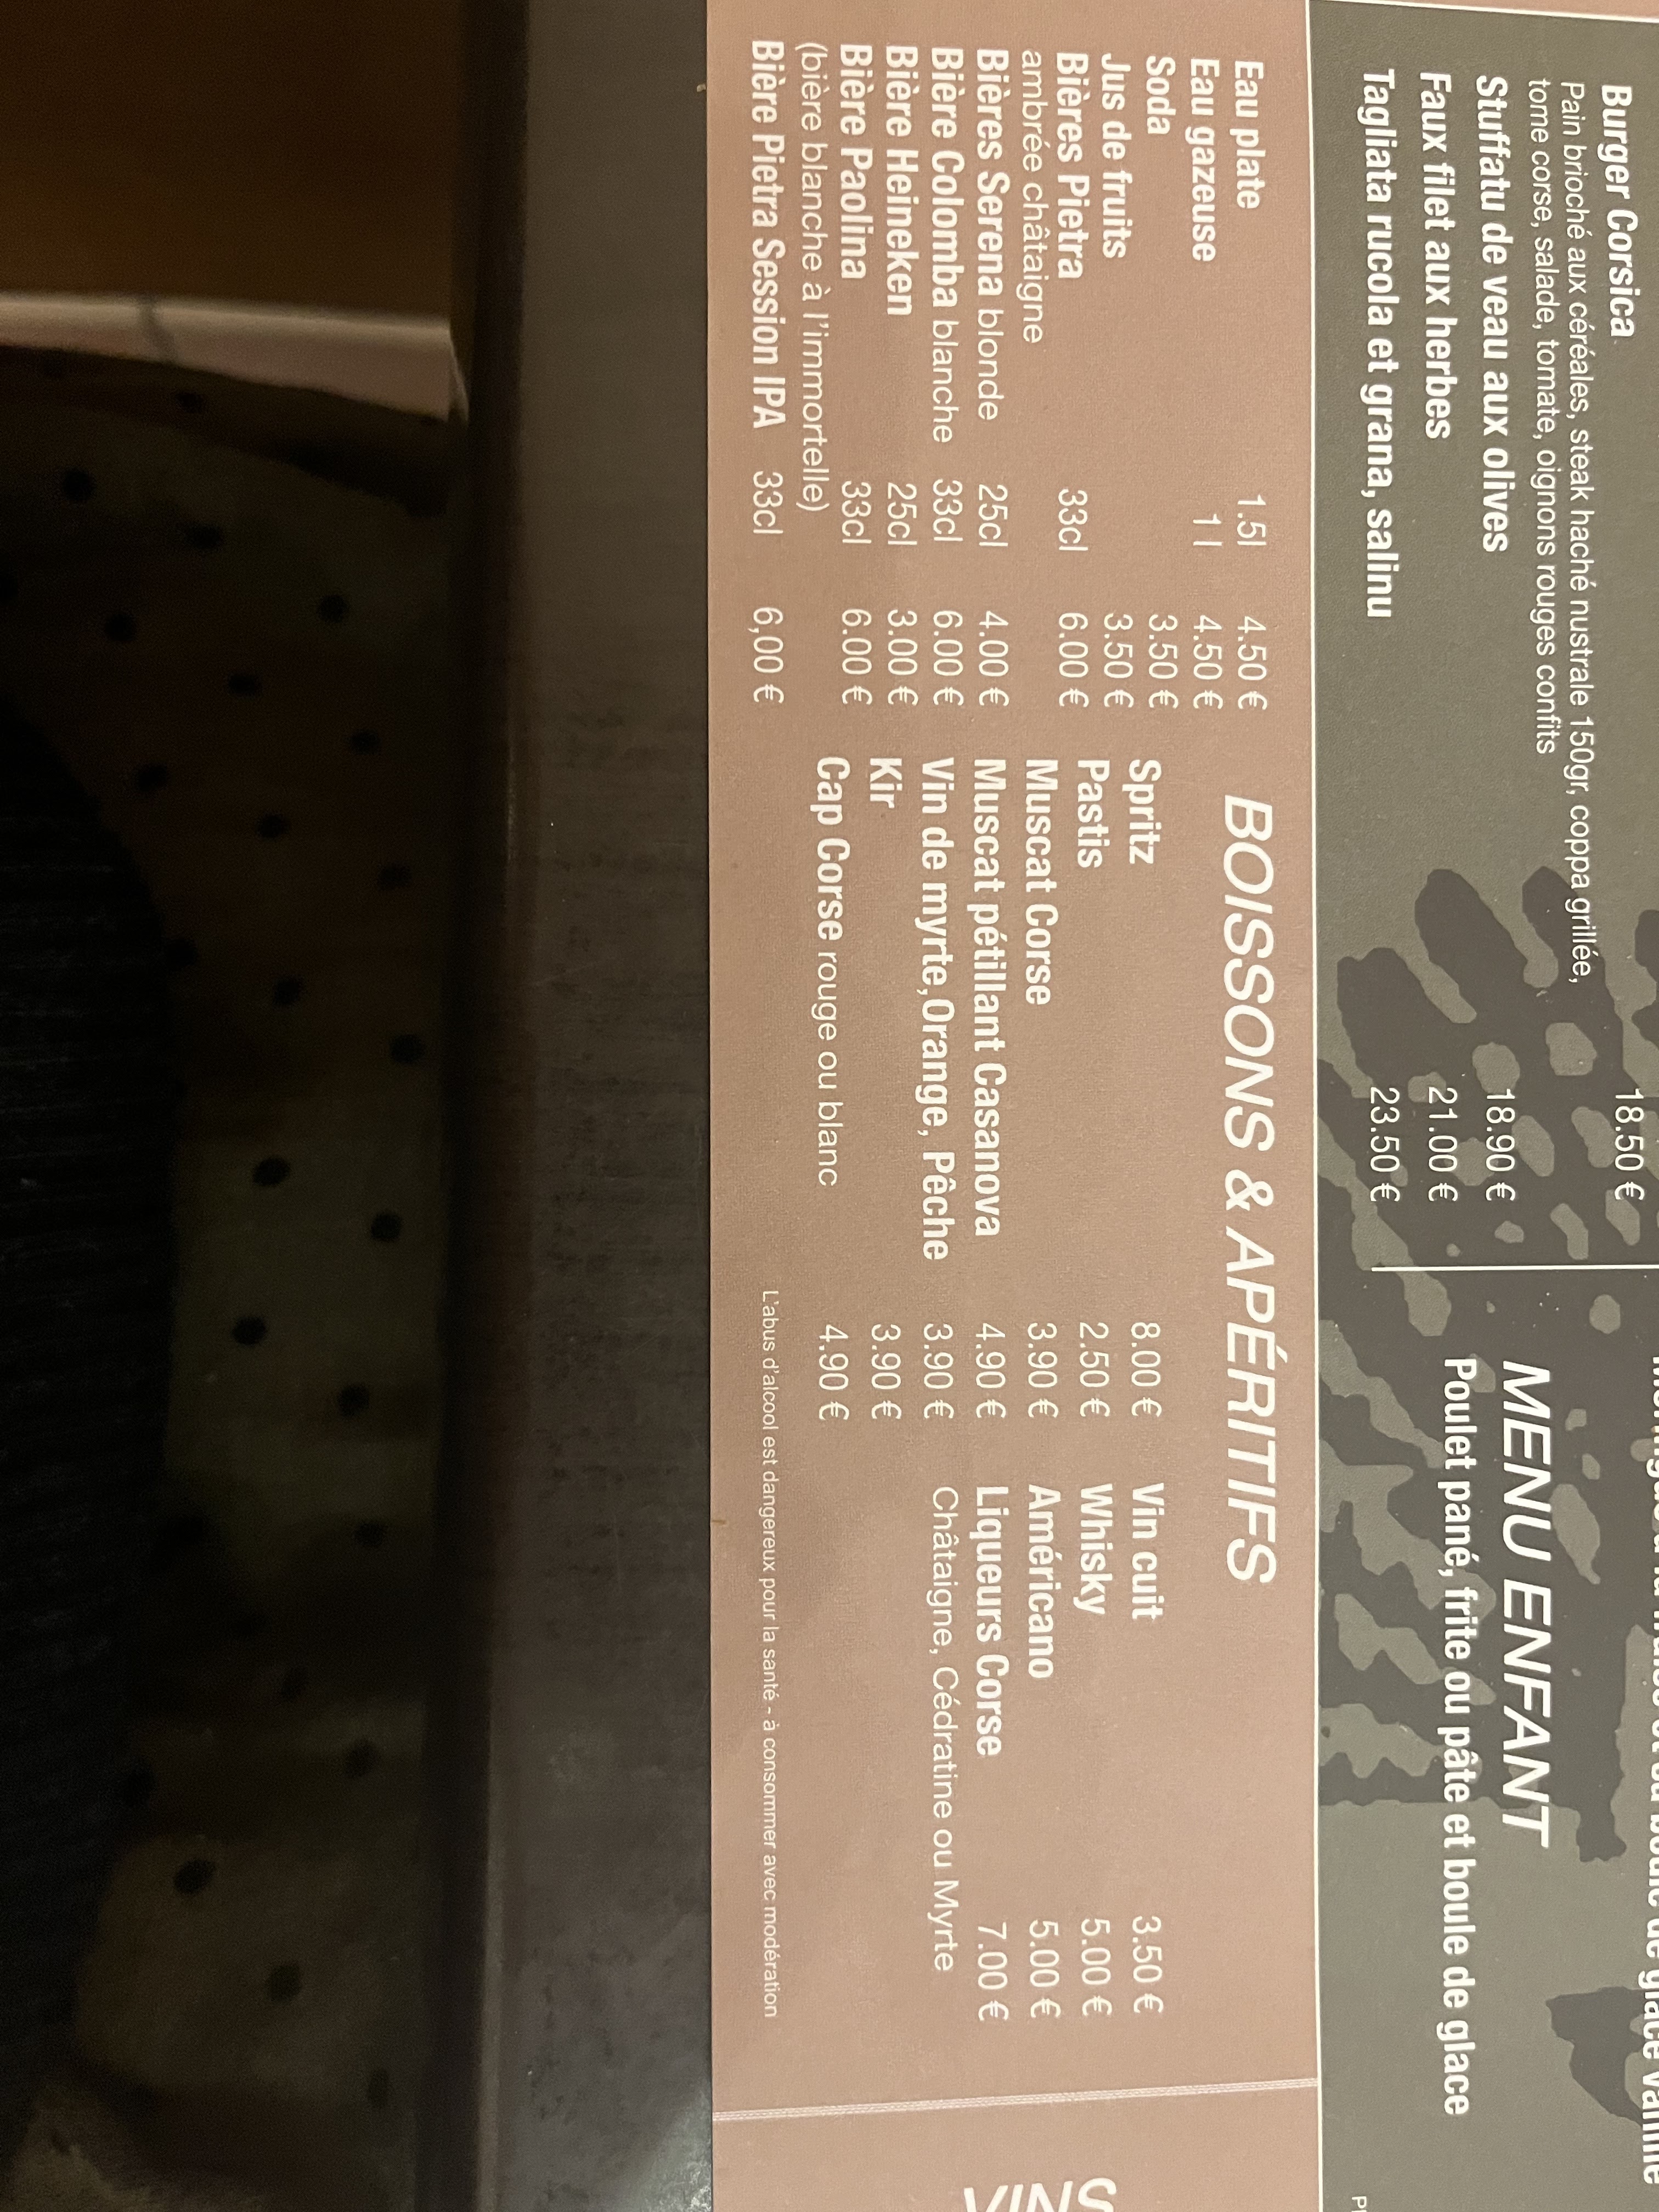 Burger Corsica 18.50 €
Pain brioché aux céréales, steak haché nustrale 150gr, coppa grillée,
tome corse, salade, tomate, oignons rouges confits
Stuffatu de veau aux olives 18.90 €
Faux filet aux herbes 21.00 €
Tagliata rucola et grana, salinu 23.50 €
MENU ENFANT
Poulet pané, frite ou pâte et boule de glace
BOISSONS & APÉRITIFS
Eau plate 1.5l 4.50 €
Eau gazeuse 1 l 4.50 €
Soda 3.50 €
Jus de fruits 3.50 €
Bières Pietra 33cl 6.00 €
ambrée châtaigne
Bières Serena blonde 25cl 4.00 €
Bière Colomba blanche 33cl 6.00 €
Bière Heineken 25cl 3.00 €
Bière Paolina 33cl 6.00 €
(bière blanche à l'immortelle)
Bière Pietra Session IPA 33cl 6,00 €
Spritz 8.00 €
Pastis 2.50 €
Muscat Corse 3.90 €
Muscat pétillant Casanova 4.90 €
Vin de myrte,Orange, Pêche 3.90 €
Kir 3.90 €
Cap Corse rouge ou blanc 4.90 €
Vin cuit 3.50 €
Whisky 5.00 €
Américano 5.00 €
Liqueurs Corse 7.00 €
Châtaigne, Cédratine ou Myrte
L'abus d'alcool est dangereux pour la santé - à consommer avec modération
VINS